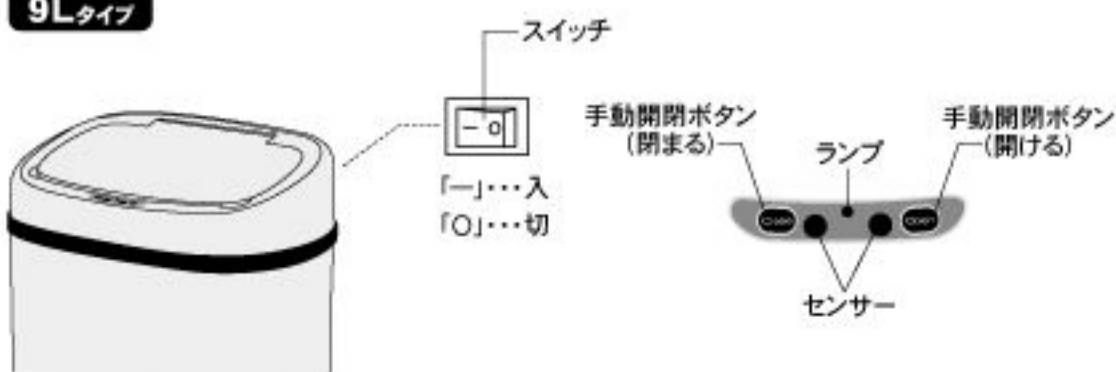 9Lタイプ
スイッチ
－ O
「－」･･･入
「O」･･･切
手動開閉ボタン
(閉まる)
ランプ
手動開閉ボタン
(開ける)
Close
Open
センサー